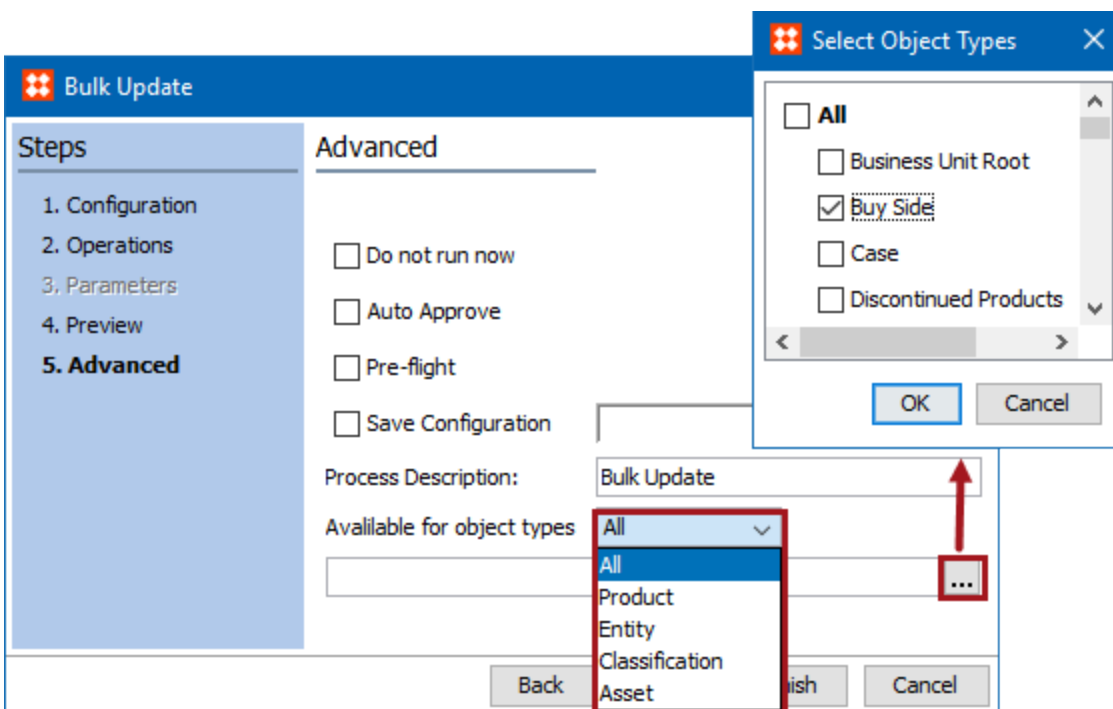 Select Object Types
Bulk Update
All
Business Unit Root
Buy Side
Case
Discontinued Products
OK Cancel
Steps
1. Configuration
2. Operations
3. Parameters
4. Preview
5. Advanced
Advanced
Do not run now
Auto Approve
Pre-flight
Save Configuration
Process Description: Bulk Update
Avalilable for object types All
All
Product
Entity
Classification
Asset
...
Back ish Cancel